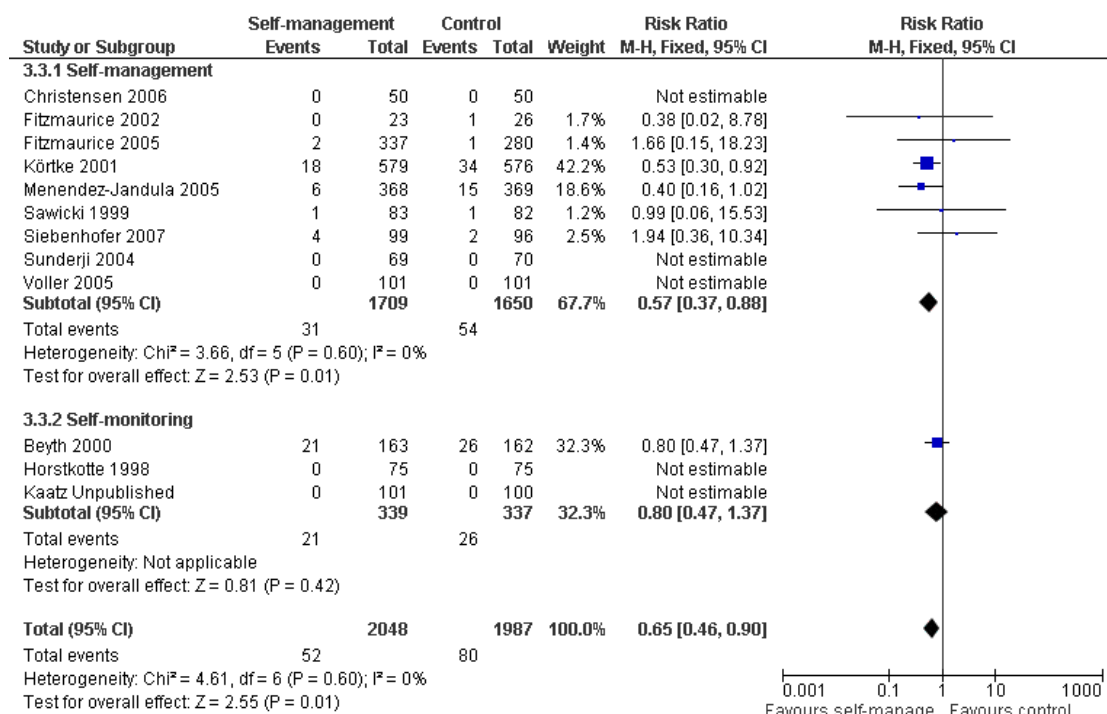 Self-management Control Risk Ratio Risk Ratio
Study or Subgroup Events Total Events Total Weight M-H, Fixed, 95% CI M-H, Fixed, 95% CI
3.3.1 Self-management
Christensen 2006 0 50 0 50 Not estimable
Fitzmaurice 2002 0 23 1 26 1.7% 0.38 [0.02, 8.78]
Fitzmaurice 2005 2 337 1 280 1.4% 1.66 [0.15, 18.23]
Körtke 2001 18 579 34 576 42.2% 0.53 [0.30, 0.92]
Menendez-Jandula 2005 6 368 15 369 18.6% 0.40 [0.16, 1.02]
Sawicki 1999 1 83 1 82 1.2% 0.99 [0.06, 15.53]
Siebenhofer 2007 4 99 2 96 2.5% 1.94 [0.36, 10.34]
Sunderji 2004 0 69 0 70 Not estimable
Voller 2005 0 101 0 101 Not estimable
Subtotal (95% CI) 1709 1650 67.7% 0.57 [0.37, 0.88]
Total events 31 54
Heterogeneity: Chi² = 3.66, df = 5 (P = 0.60); I² = 0%
Test for overall effect: Z = 2.53 (P = 0.01)
3.3.2 Self-monitoring
Beyth 2000 21 163 26 162 32.3% 0.80 [0.47, 1.37]
Horstkotte 1998 0 75 0 75 Not estimable
Kaatz Unpublished 0 101 0 100 Not estimable
Subtotal (95% CI) 339 337 32.3% 0.80 [0.47, 1.37]
Total events 21 26
Heterogeneity: Not applicable
Test for overall effect: Z = 0.81 (P = 0.42)
Total (95% CI) 2048 1987 100.0% 0.65 [0.46, 0.90]
Total events 52 80
Heterogeneity: Chi² = 4.61, df = 6 (P = 0.60); I² = 0%
Test for overall effect: Z = 2.55 (P = 0.01)
0.001 0.1 1 10 1000
Favours self-manage Favours control